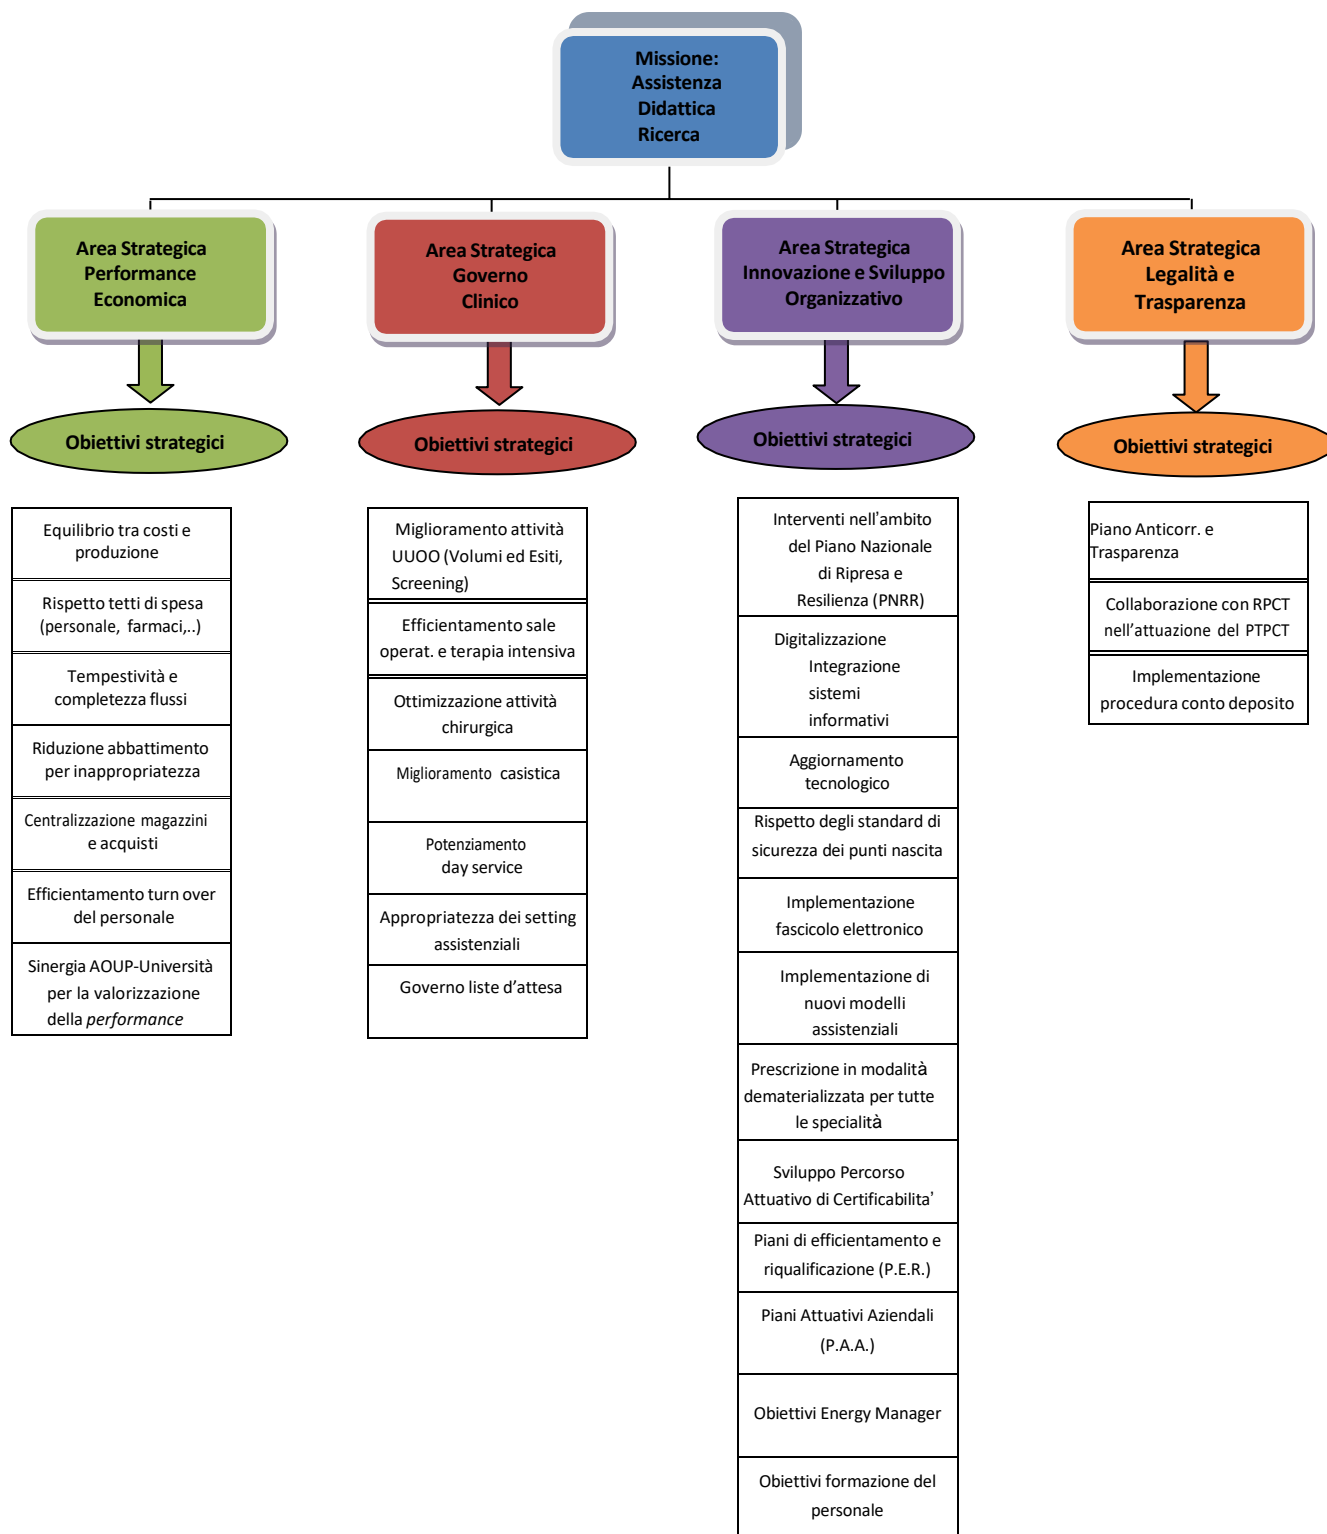 Missione:
Assistenza
Didattica
Ricerca
Area Strategica
Performance
Economica
Obiettivi strategici
Equilibrio tra costi e
produzione
Rispetto tetti di spesa
(personale, farmaci,..)
Tempestività e
completezza flussi
Riduzione abbattimento
per inappropriatezza
Centralizzazione magazzini
e acquisti
Efficientamento turn over
del personale
Sinergia AOUP-Università
per la valorizzazione
della performance
Area Strategica
Governo
Clinico
Obiettivi strategici
Miglioramento attività
UUOO (Volumi ed Esiti,
Screening)
Efficientamento sale
operat. e terapia intensiva
Ottimizzazione attività
chirurgica
Miglioramento casistica
Potenziamento
day service
Appropriatezza dei setting
assistenziali
Governo liste d'attesa
Area Strategica
Innovazione e Sviluppo
Organizzativo
Obiettivi strategici
Interventi nell'ambito
del Piano Nazionale
di Ripresa e
Resilienza (PNRR)
Digitalizzazione
Integrazione
sistemi
informativi
Aggiornamento
tecnologico
Rispetto degli standard di
sicurezza dei punti nascita
Implementazione
fascicolo elettronico
Implementazione di
nuovi modelli
assistenziali
Prescrizione in modalità
dematerializzata per tutte
le specialità
Sviluppo Percorso
Attuativo di Certificabilita'
Piani di efficientamento e
riqualificazione (P.E.R.)
Piani Attuativi Aziendali
(P.A.A.)
Obiettivi Energy Manager
Obiettivi formazione del
personale
Area Strategica
Legalità e
Trasparenza
Obiettivi strategici
Piano Anticorr. e
Trasparenza
Collaborazione con RPCT
nell'attuazione del PTPCT
Implementazione
procedura conto deposito